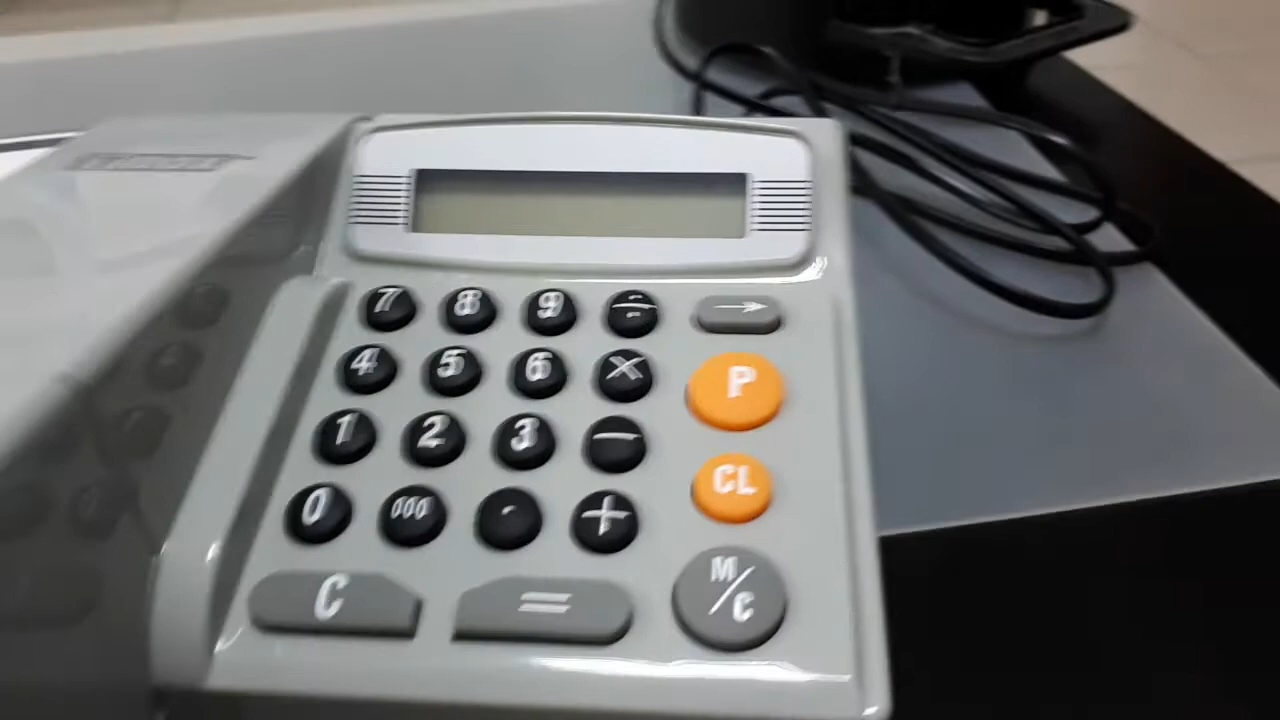 7 8 9 ÷ →
4 5 6 × P
1 2 3 −
CL
0 000 . +
C = M/C